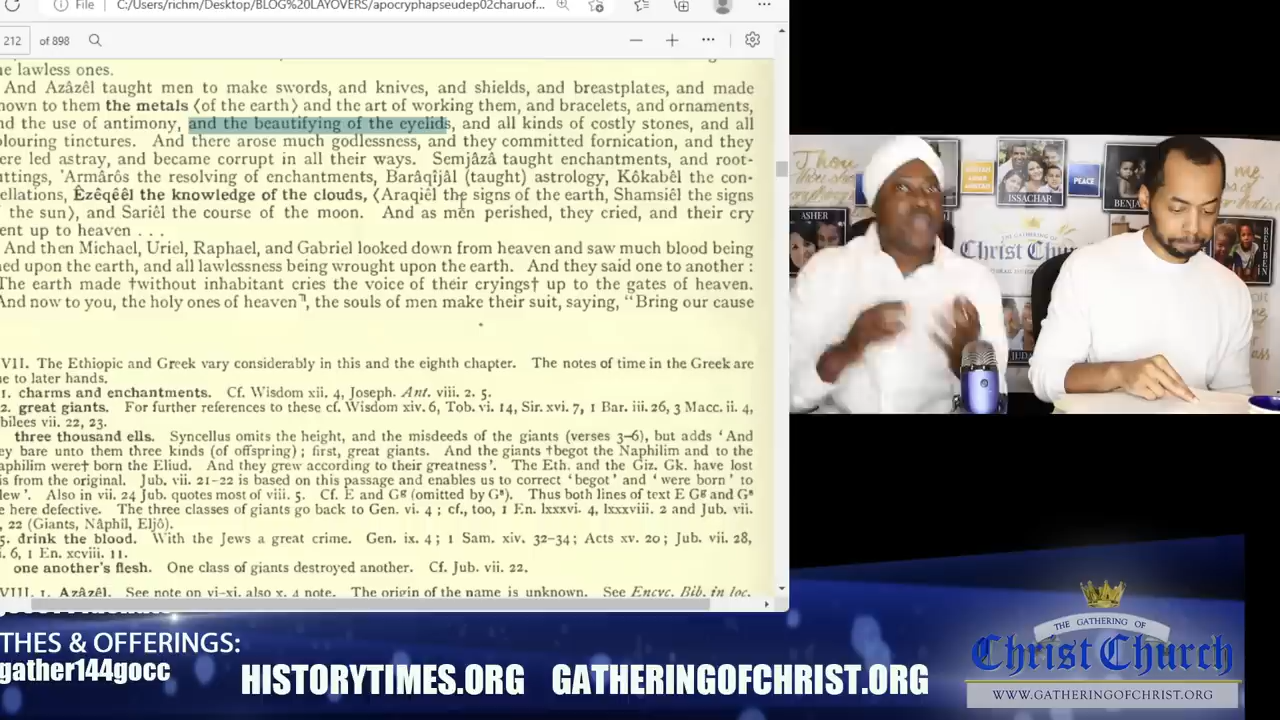 File
C:/Users/richm/Desktop/BLOG%20LAYOVERS/apocryphapseudep02charuof...
212 of 898
he lawless ones.
And Azâzêl taught men to make swords, and knives, and shields, and breastplates, and made
nown to them the metals ⟨of the earth⟩ and the art of working them, and bracelets, and ornaments,
nd the use of antimony, and the beautifying of the eyelids, and all kinds of costly stones, and all
olouring tinctures. And there arose much godlessness, and they committed fornication, and they
ere led astray, and became corrupt in all their ways. Semjâzâ taught enchantments, and root-
uttings, 'Armârôs the resolving of enchantments, Barâqîjâl (taught) astrology, Kôkabêl the con-
ellations, Êzêqêêl the knowledge of the clouds, ⟨Araqiêl the signs of the earth, Shamsiêl the signs
f the sun⟩, and Sariêl the course of the moon. And as men perished, they cried, and their cry
ent up to heaven . . .
And then Michael, Uriel, Raphael, and Gabriel looked down from heaven and saw much blood being
hed upon the earth, and all lawlessness being wrought upon the earth. And they said one to another :
The earth made †without inhabitant cries the voice of their cryings† up to the gates of heaven.
And now to you, the holy ones of heaven⌝, the souls of men make their suit, saying, "Bring our cause
VII. The Ethiopic and Greek vary considerably in this and the eighth chapter. The notes of time in the Greek are
ue to later hands.
1. charms and enchantments. Cf. Wisdom xii. 4, Joseph. Ant. viii. 2. 5.
2. great giants. For further references to these cf. Wisdom xiv. 6, Tob. vi. 14, Sir. xvi. 7, 1 Bar. iii. 26, 3 Macc. ii. 4,
ubilees vii. 22, 23.
three thousand ells. Syncellus omits the height, and the misdeeds of the giants (verses 3–6), but adds 'And
ey bare unto them three kinds (of offspring) ; first, great giants. And the giants †begot the Naphilim and to the
aphilim were† born the Eliud. And they grew according to their greatness'. The Eth. and the Giz. Gk. have lost
is from the original. Jub. vii. 21–22 is based on this passage and enables us to correct 'begot' and 'were born' to
lew'. Also in vii. 24 Jub. quotes most of viii. 5. Cf. E and Gᵍ (omitted by Gˢ). Thus both lines of text E Gᵍ and Gˢ
e here defective. The three classes of giants go back to Gen. vi. 4 ; cf., too, 1 En. lxxxvi. 4, lxxxviii. 2 and Jub. vii.
, 22 (Giants, Nâphîl, Eljô).
5. drink the blood. With the Jews a great crime. Gen. ix. 4 ; 1 Sam. xiv. 32–34 ; Acts xv. 20 ; Jub. vii. 28,
i. 6, 1 En. xcviii. 11.
one another's flesh. One class of giants destroyed another. Cf. Jub. vii. 22.
VIII. 1. Azâzêl. See note on vi–xi, also x. 4 note. The origin of the name is unknown. See Encyc. Bib. in loc.
Thou
ASHER
ISSACHAR
PEACE
BENJA
REUBEN
THE GATHERING OF
Christ Church
JUDA
THES & OFFERINGS:
gather144gocc
HISTORYTIMES.ORG
GATHERINGOFCHRIST.ORG
THE GATHERING OF
Christ Church
WWW.GATHERINGOFCHRIST.ORG